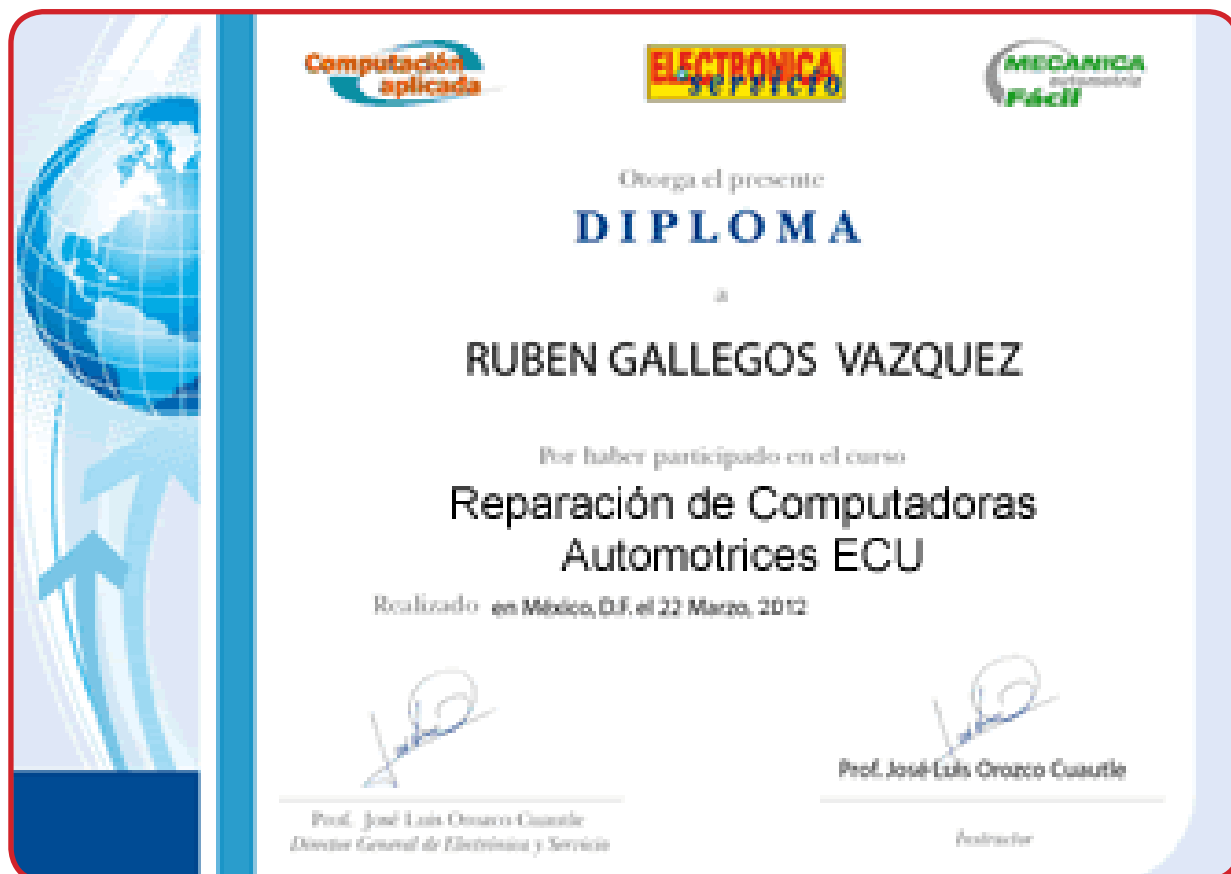 Computación
aplicada
ELECTRONICA
y servicio
MECANICA
automotriz
Fácil
Otorga el presente
DIPLOMA
a
RUBEN GALLEGOS VAZQUEZ
Por haber participado en el curso
Reparación de Computadoras
Automotrices ECU
Realizado en México, D.F. el 22 Marzo, 2012
Prof. José Luis Orozco Cuautle
Director General de Electrónica y Servicio
Prof. José Luis Orozco Cuautle
Instructor